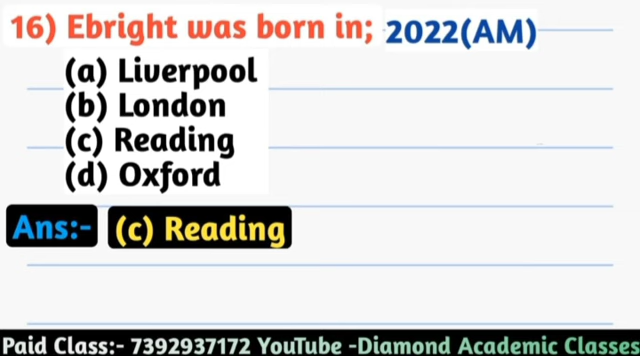 16) Ebright was born in; 2022(AM)
(a) Liverpool
(b) London
(c) Reading
(d) Oxford
Ans:- (c) Reading
Paid Class:- 7392937172 YouTube -Diamond Academic Classes